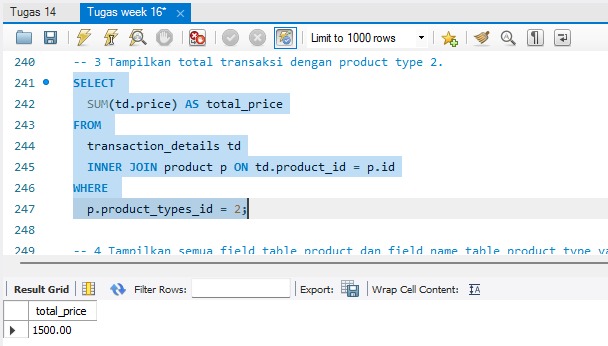 Tugas 14
Tugas week 16*
Limit to 1000 rows
240 -- 3 Tampilkan total transaksi dengan product type 2.
241 SELECT
242 SUM(td.price) AS total_price
243 FROM
244 transaction_details td
245 INNER JOIN product p ON td.product_id = p.id
246 WHERE
247 p.product_types_id = 2;
248
249 -- 4 Tampilkan semua field table product dan field name table product type
Result Grid
Filter Rows:
Export:
Wrap Cell Content:
total_price
1500.00